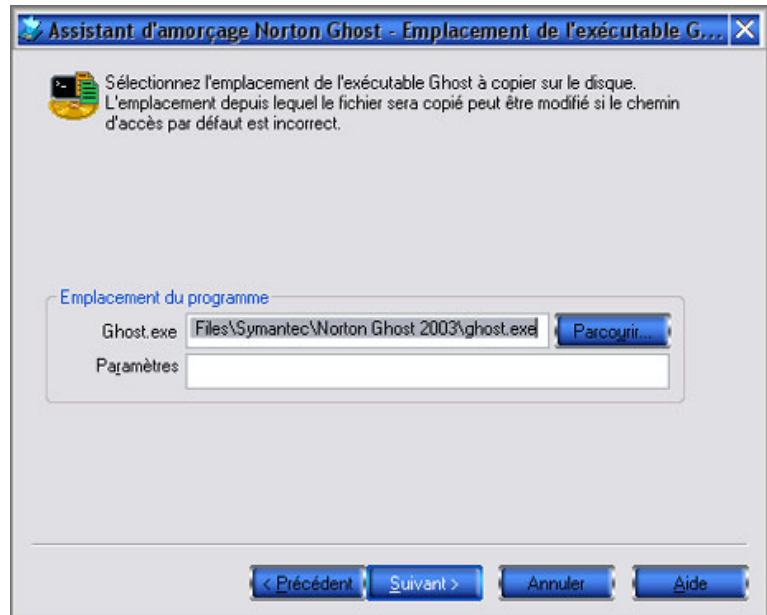 Assistant d'amorçage Norton Ghost - Emplacement de l'exécutable G...
Sélectionnez l'emplacement de l'exécutable Ghost à copier sur le disque.
L'emplacement depuis lequel le fichier sera copié peut être modifié si le chemin
d'accès par défaut est incorrect.
Emplacement du programme
Ghost.exe Files\Symantec\Norton Ghost 2003\ghost.exe Parcourir...
Paramètres
< Précédent Suivant > Annuler Aide